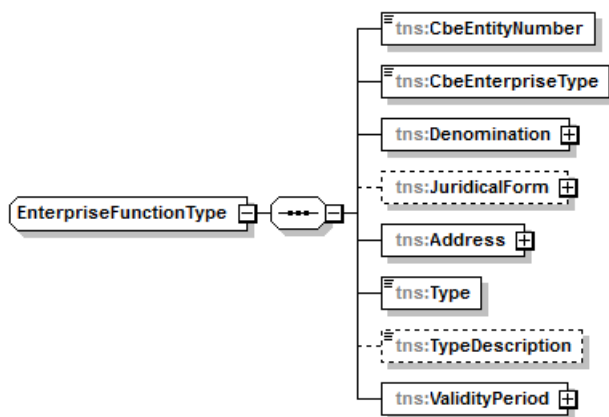 tns:CbeEntityNumber
tns:CbeEnterpriseType
tns:Denomination
tns:JuridicalForm
EnterpriseFunctionType
tns:Address
tns:Type
tns:TypeDescription
tns:ValidityPeriod